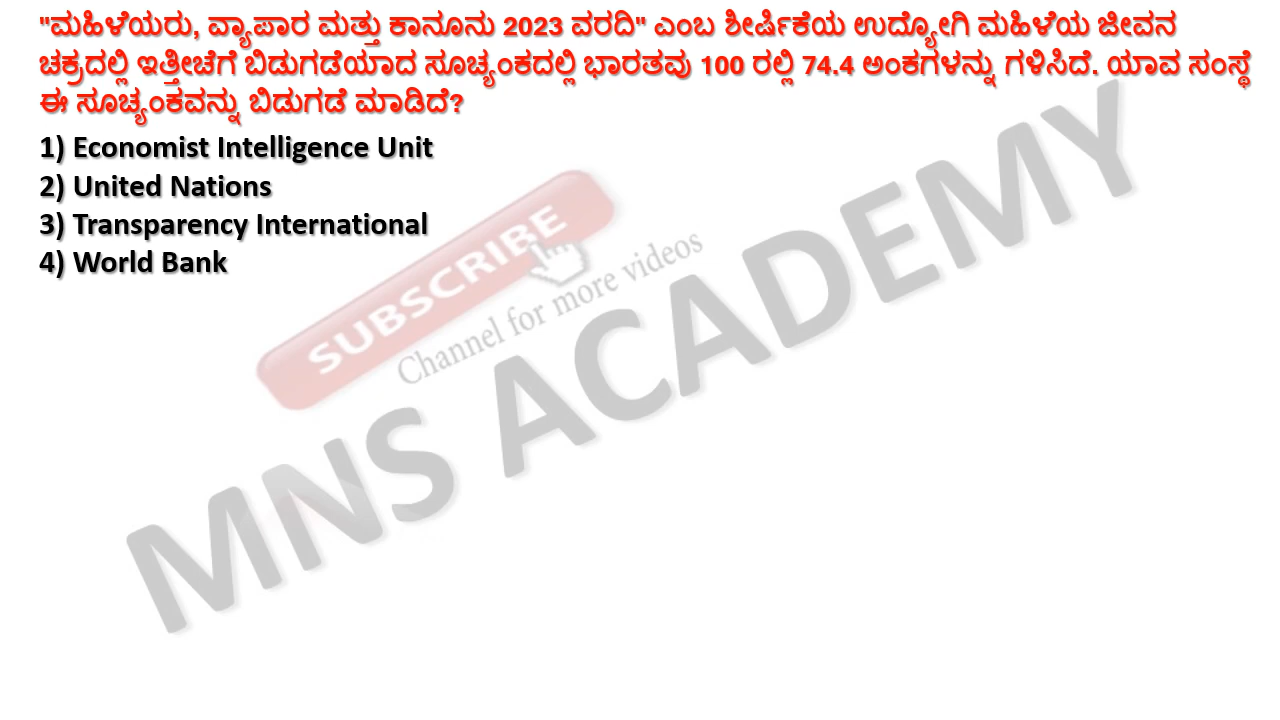 "ಮಹಿಳೆಯರು, ವ್ಯಾಪಾರ ಮತ್ತು ಕಾನೂನು 2023 ವರದಿ" ಎಂಬ ಶೀರ್ಷಿಕೆಯ ಉದ್ಯೋಗಿ ಮಹಿಳೆಯ ಜೀವನ
ಚಕ್ರದಲ್ಲಿ ಇತ್ತೀಚೆಗೆ ಬಿಡುಗಡೆಯಾದ ಸೂಚ್ಯಂಕದಲ್ಲಿ ಭಾರತವು 100 ರಲ್ಲಿ 74.4 ಅಂಕಗಳನ್ನು ಗಳಿಸಿದೆ. ಯಾವ ಸಂಸ್ಥೆ
ಈ ಸೂಚ್ಯಂಕವನ್ನು ಬಿಡುಗಡೆ ಮಾಡಿದೆ?
1) Economist Intelligence Unit
2) United Nations
3) Transparency International
4) World Bank
SUBSCRIBE
Channel for more videos
MNS ACADEMY